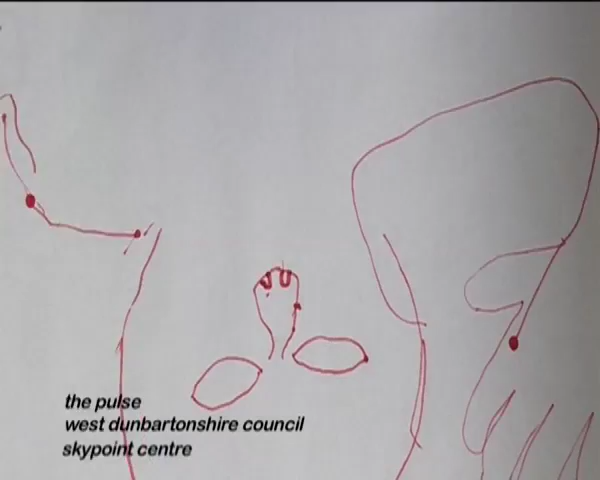 the pulse
west dunbartonshire council
skypoint centre